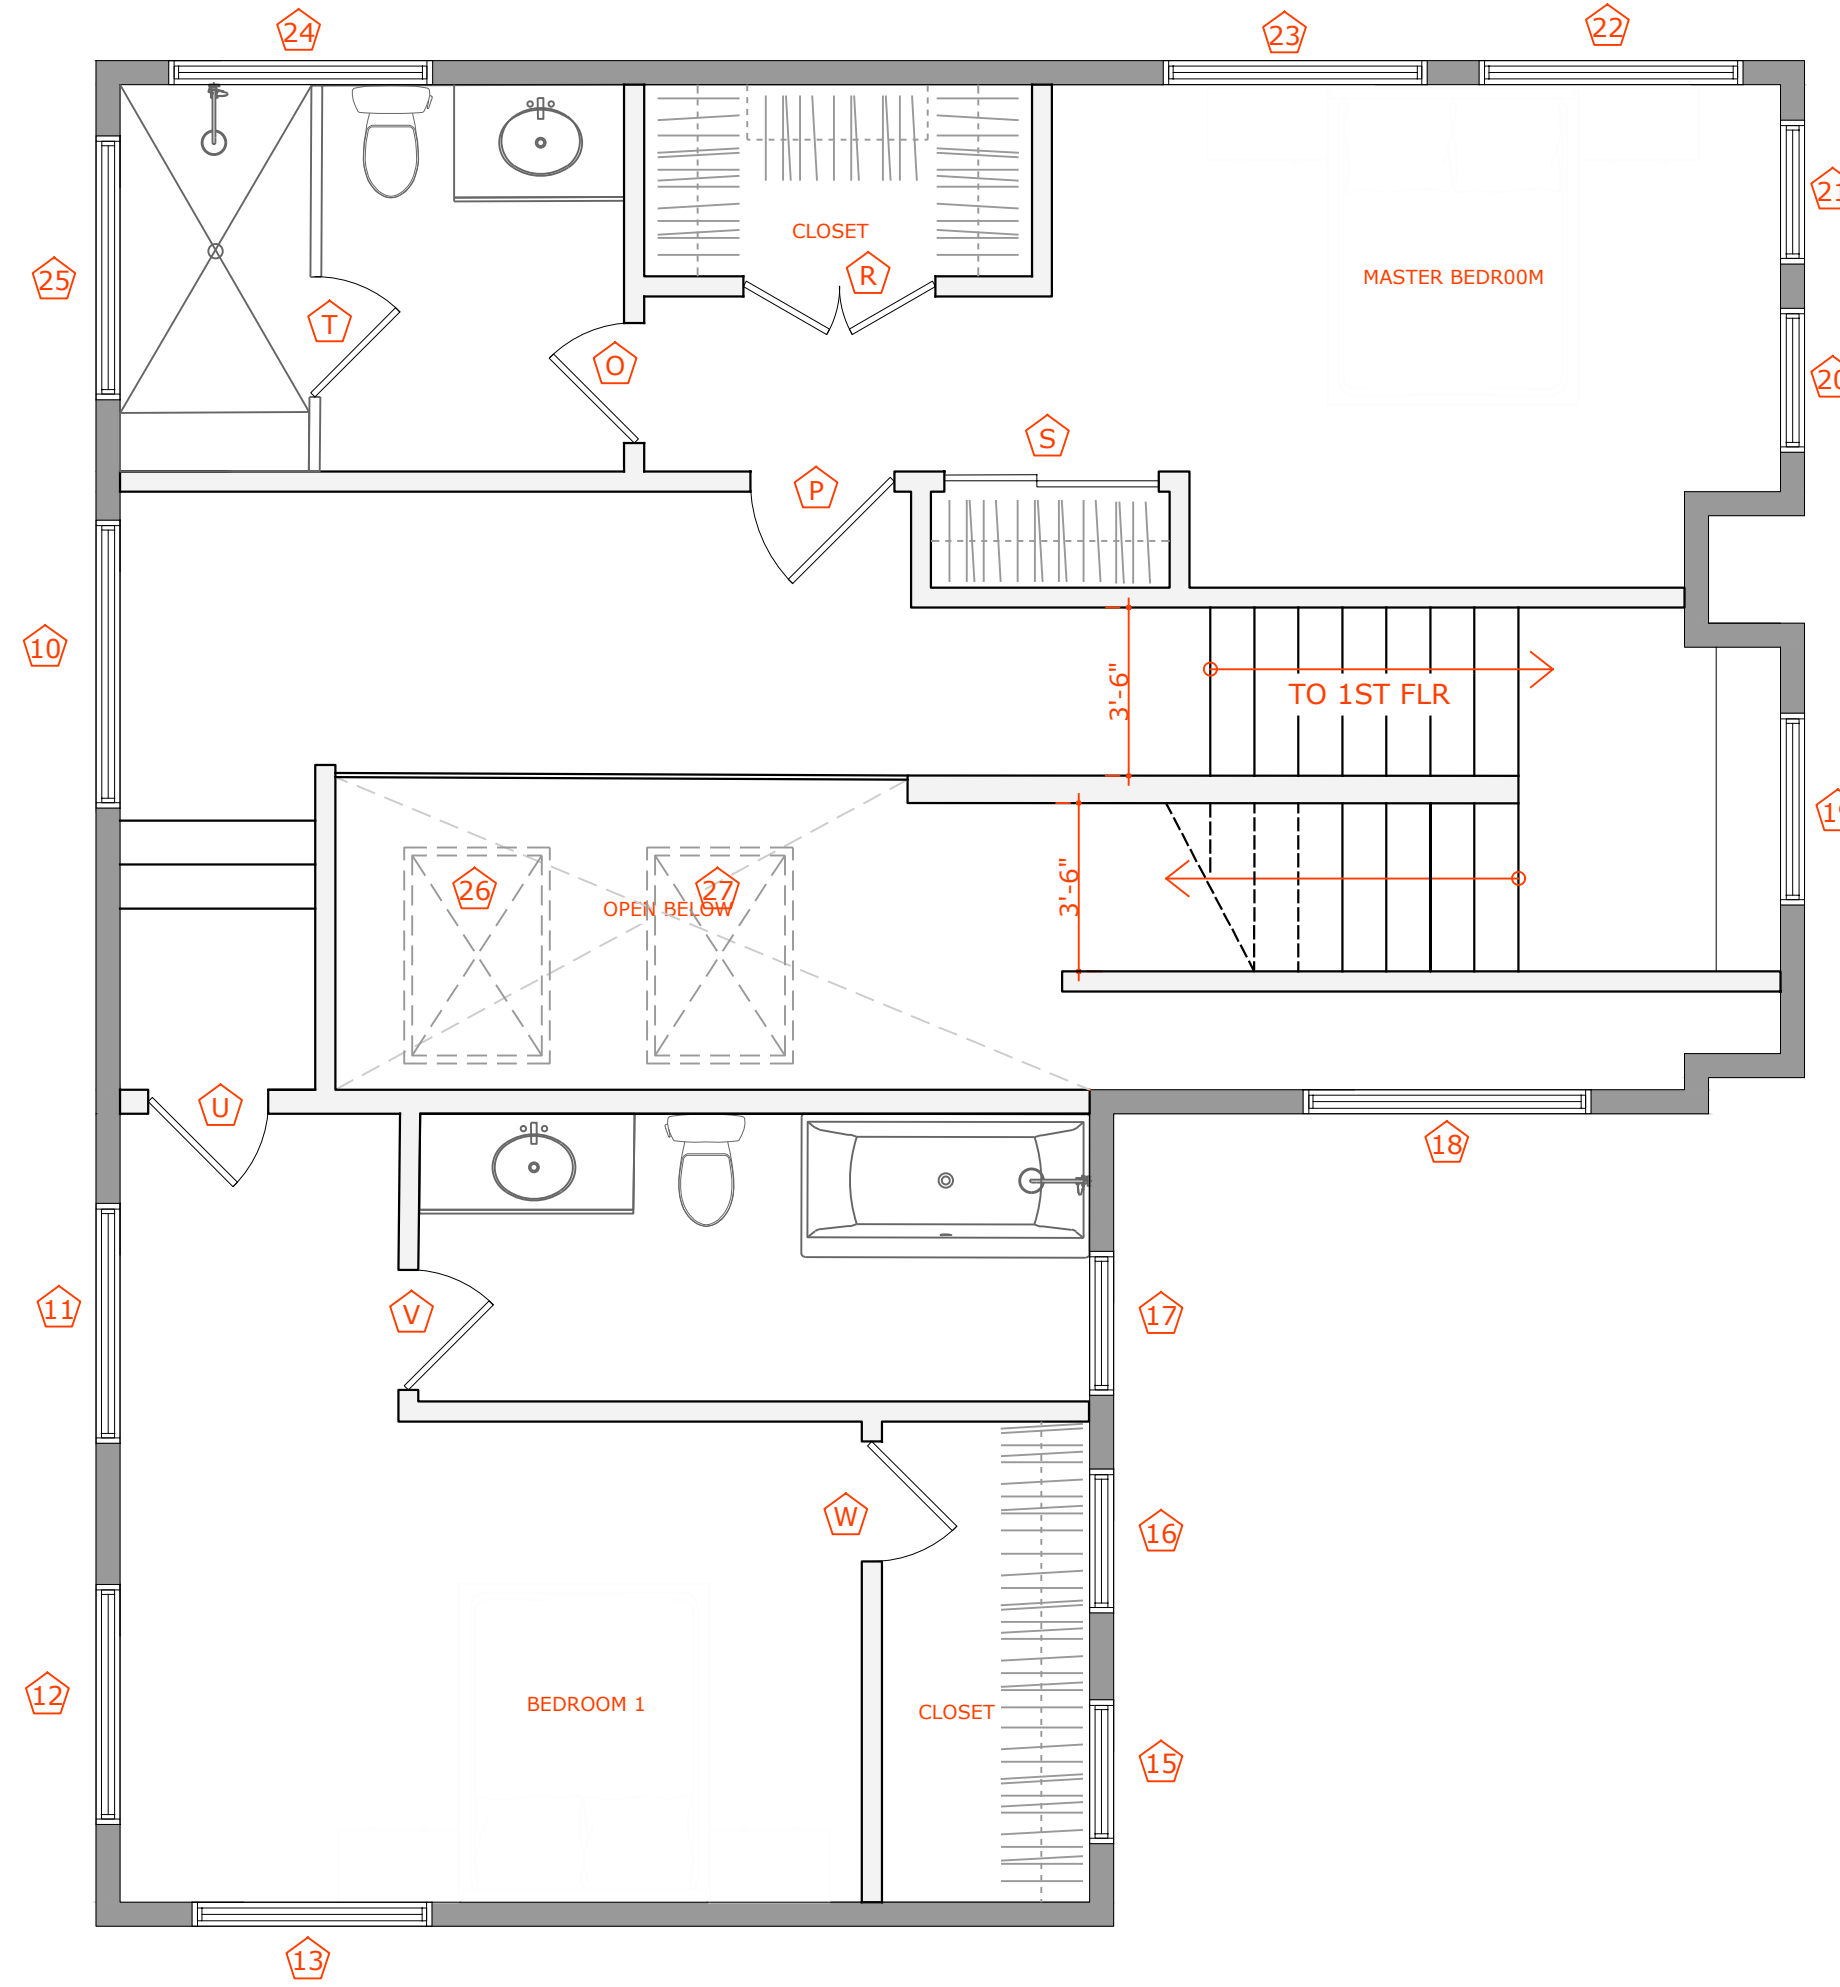 24
23
22
21
CLOSET
R
MASTER BEDR00M
25
T
O
20
S
P
10
3'-6"
TO 1ST FLR
19
3'-6"
26
27
OPEN BELOW
U
18
11
V
17
W
16
12
BEDROOM 1
CLOSET
15
13